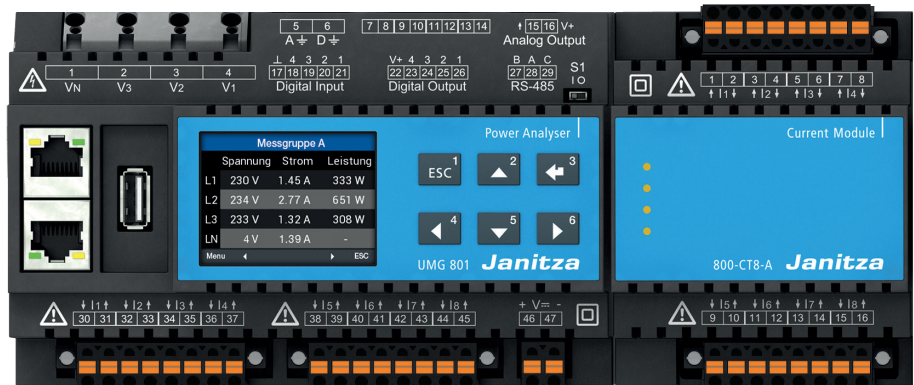 5 6
A ⏚ D ⏚
7 8 9 10 11 12 13 14
↑ 15 16 V+
Analog Output
1 2 3 4
VN V3 V2 V1
⊥ 4 3 2 1
17 18 19 20 21
Digital Input
V+ 4 3 2 1
22 23 24 25 26
Digital Output
B A C
27 28 29
RS-485
S1
I O
1 2 3 4 5 6 7 8
↑ I1 ↓ ↑ I2 ↓ ↑ I3 ↓ ↑ I4 ↓
Power Analyser
Messgruppe A
Spannung Strom Leistung
L1 230 V 1.45 A 333 W
L2 234 V 2.77 A 651 W
L3 233 V 1.32 A 308 W
LN 4 V 1.39 A -
Menu ESC
ESC 1
2
3
4
5
6
UMG 801 Janitza
Current Module
800-CT8-A Janitza
↓ I1 ↑ ↓ I2 ↑ ↓ I3 ↑ ↓ I4 ↑
30 31 32 33 34 35 36 37
↓ I5 ↑ ↓ I6 ↑ ↓ I7 ↑ ↓ I8 ↑
38 39 40 41 42 43 44 45
+ V= -
46 47
↓ I5 ↑ ↓ I6 ↑ ↓ I7 ↑ ↓ I8 ↑
9 10 11 12 13 14 15 16